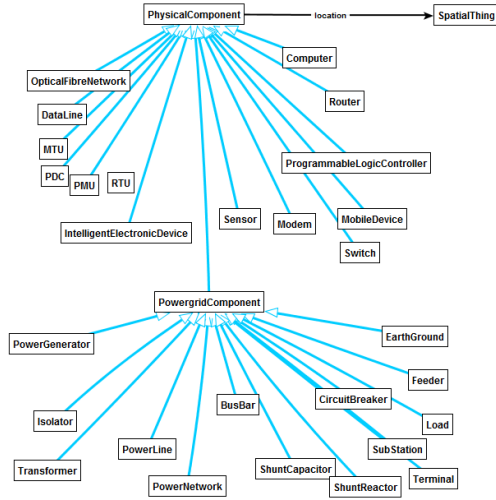 PhysicalComponent
location
SpatialThing
Computer
OpticalFibreNetwork
Router
DataLine
MTU
ProgrammableLogicController
PDC
PMU
RTU
Sensor
Modem
MobileDevice
IntelligentElectronicDevice
Switch
PowergridComponent
PowerGenerator
EarthGround
Feeder
BusBar
CircuitBreaker
Isolator
Load
PowerLine
SubStation
Transformer
ShuntCapacitor
Terminal
PowerNetwork
ShuntReactor